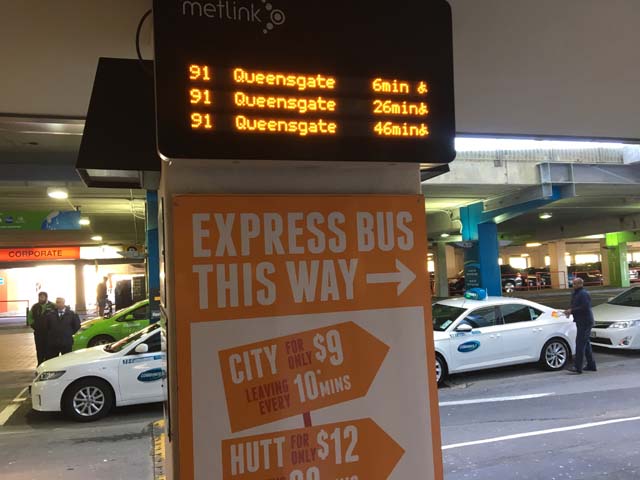 metlink
91 Queensgate 6min
91 Queensgate 26min
91 Queensgate 46min
CORPORATE
EXPRESS BUS
THIS WAY
CITY FOR ONLY $9
LEAVING EVERY 10* MINS
HUTT FOR ONLY $12